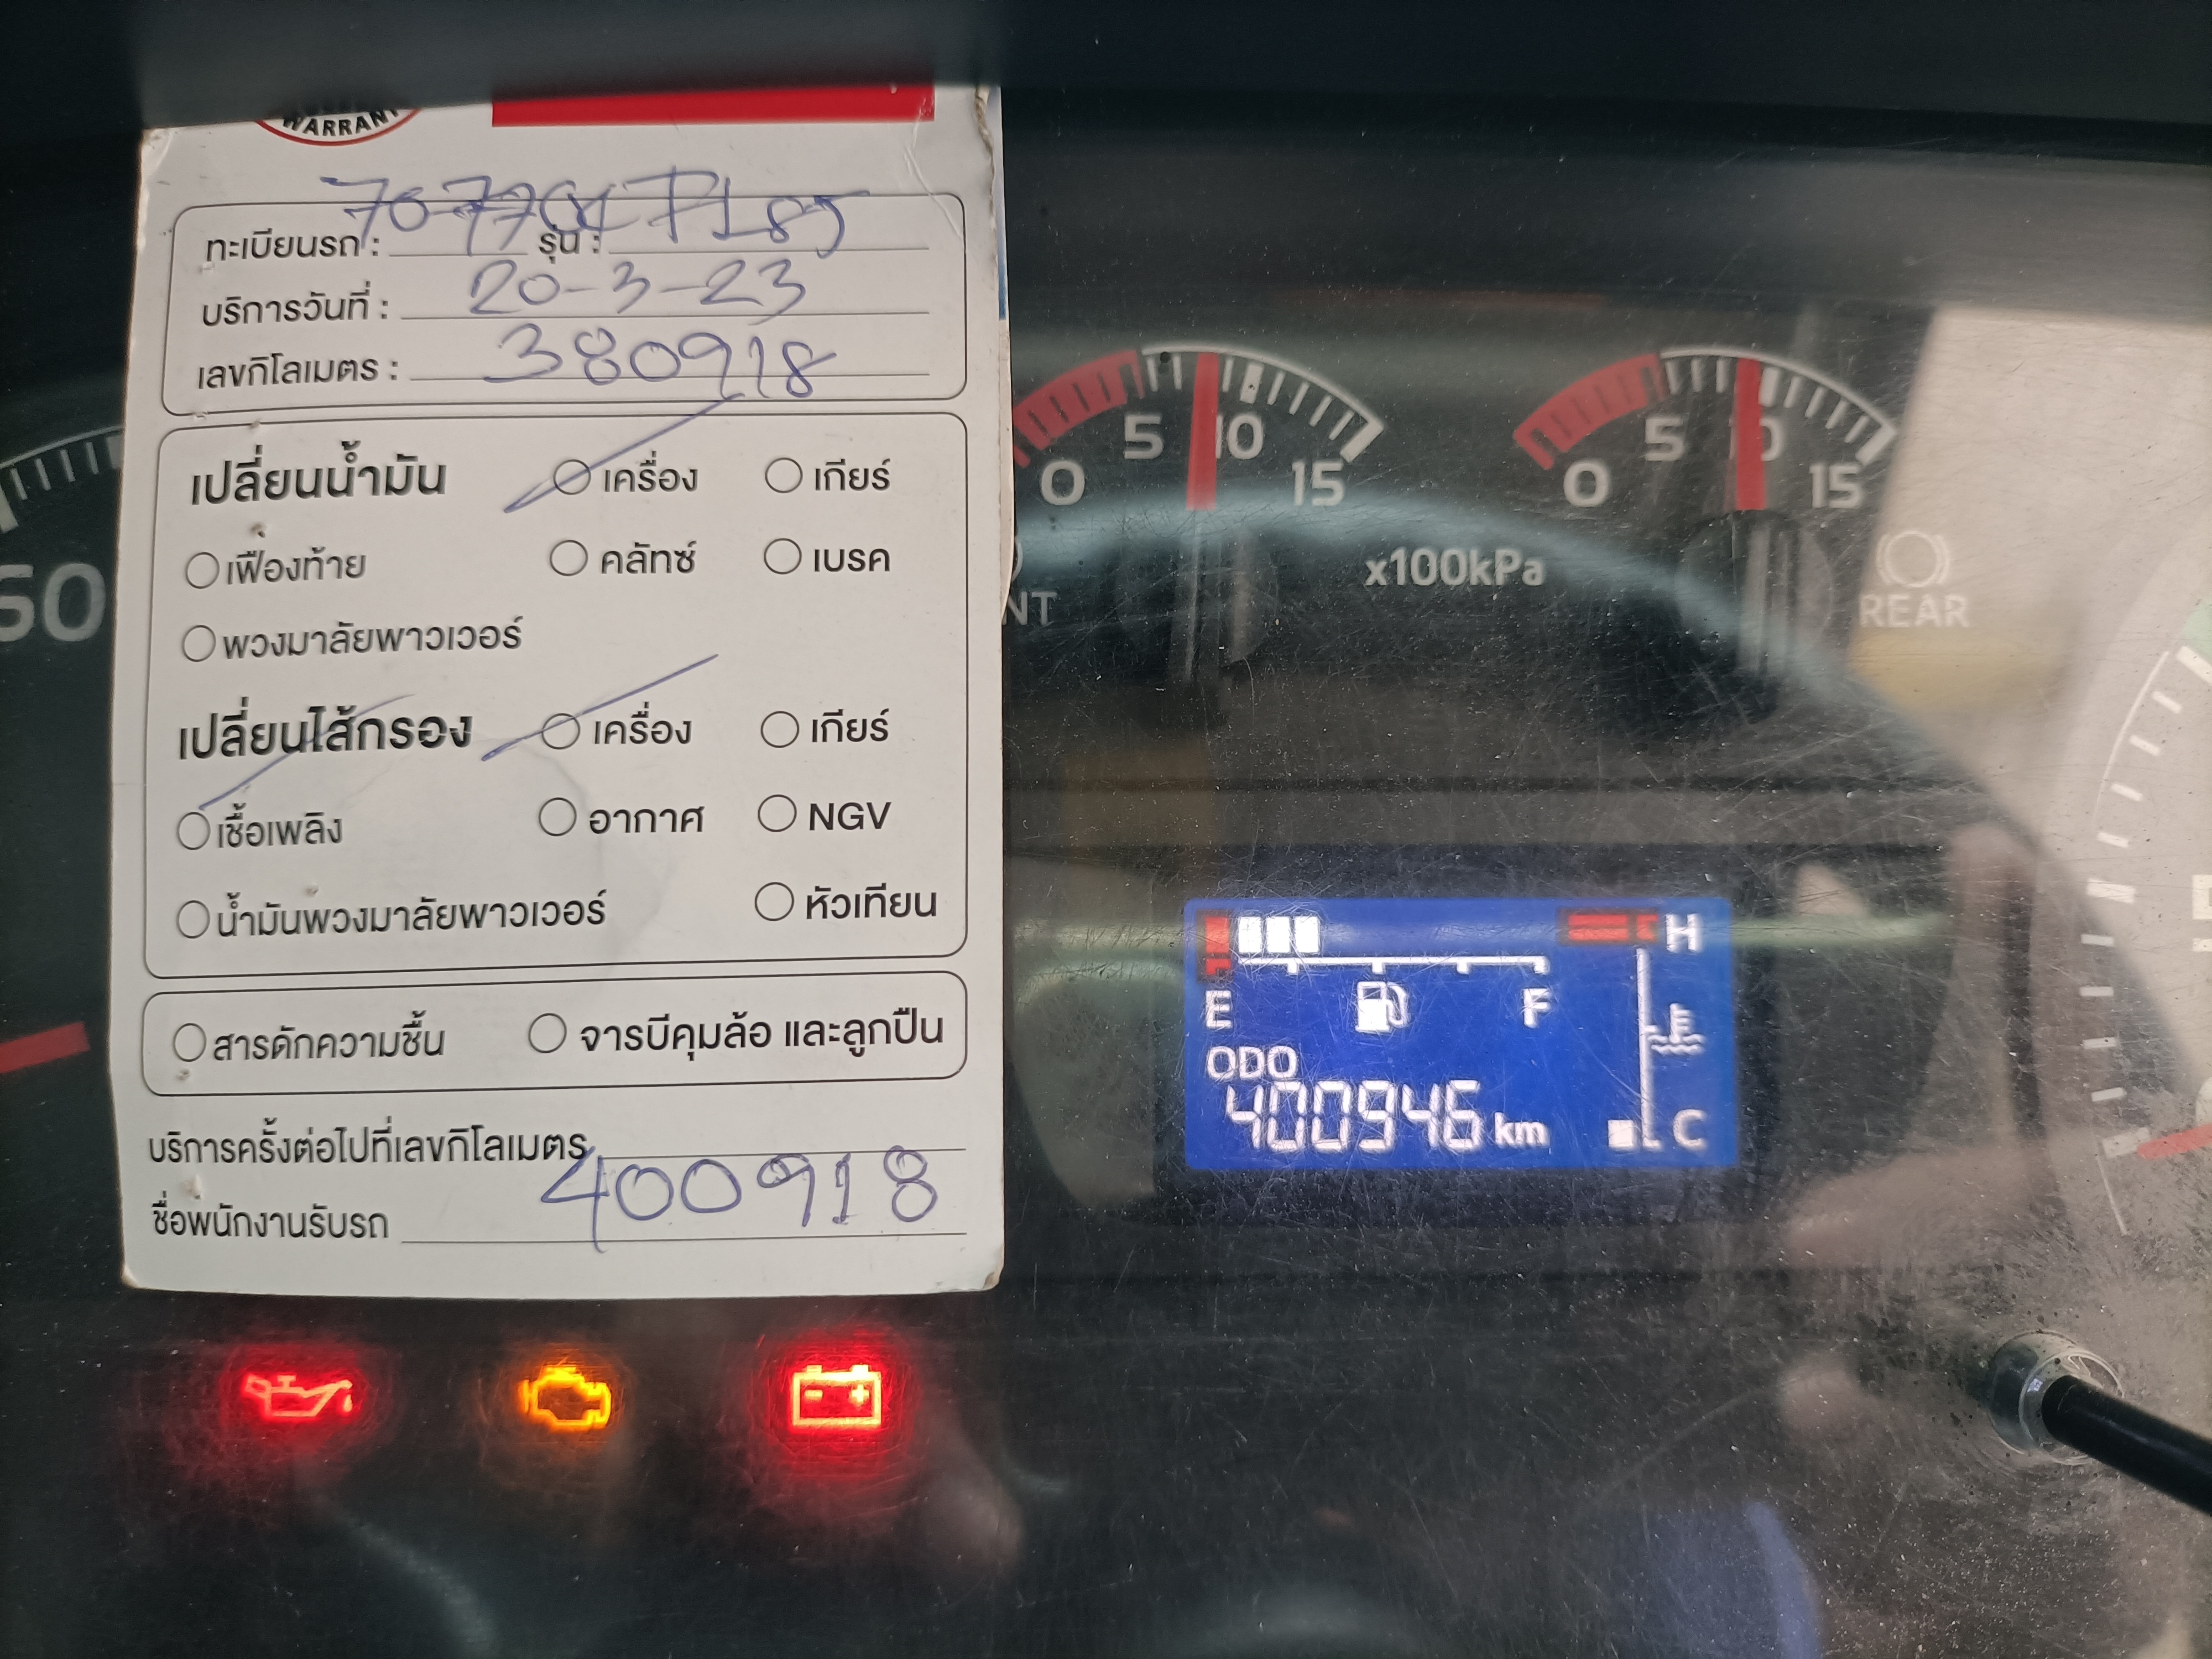 WARRANT
ทะเบียนรถ : รุ่น :
บริการวันที่ : 20-3-23
เลขกิโลเมตร : 380918
เปลี่ยนน้ำมัน เครื่อง เกียร์
เฟืองท้าย คลัทซ์ เบรค
พวงมาลัยพาวเวอร์
เปลี่ยนไส้กรอง เครื่อง เกียร์
เชื้อเพลิง อากาศ NGV
น้ำมันพวงมาลัยพาวเวอร์ หัวเทียน
สารดักความชื้น จารบีคุมล้อ และลูกปืน
บริการครั้งต่อไปที่เลขกิโลเมตร 400918
ชื่อพนักงานรับรถ
60
0 5 10 15
0 5 10 15
x100kPa
NT
REAR
H
E F
ODO
400946 km
C